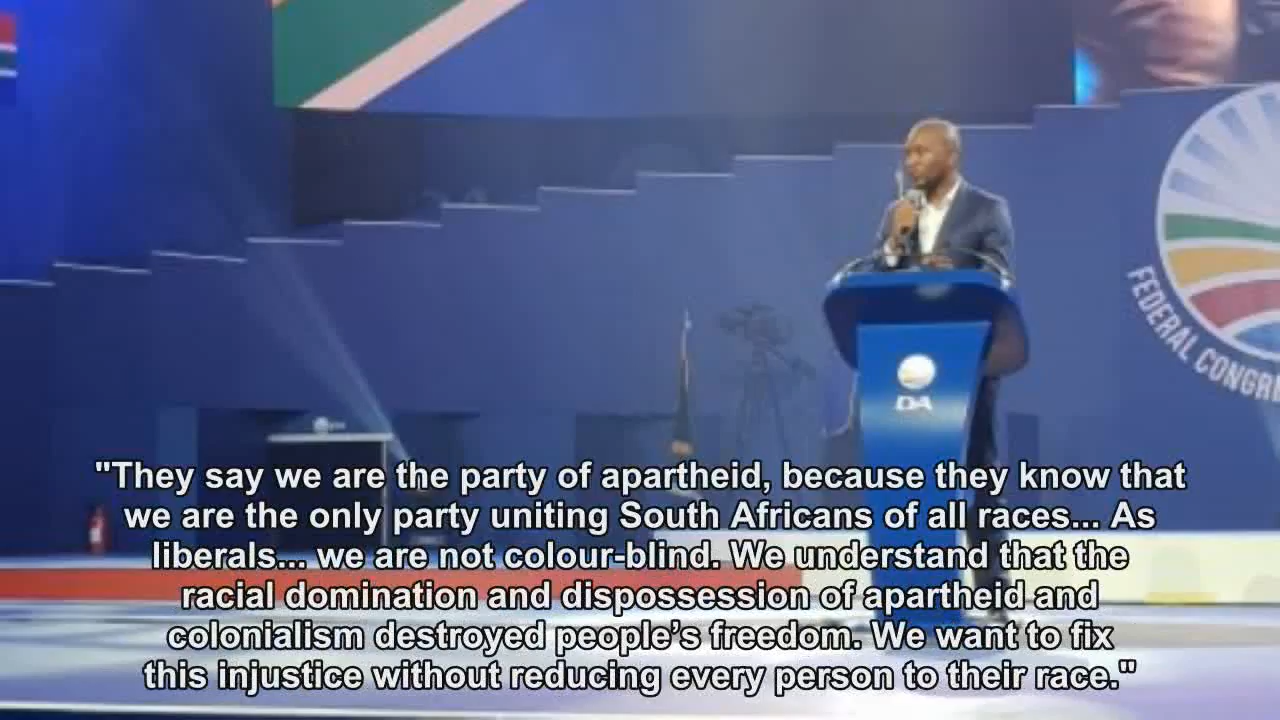 FEDERAL CONGR
DA
"They say we are the party of apartheid, because they know that
we are the only party uniting South Africans of all races... As
liberals... we are not colour-blind. We understand that the
racial domination and dispossession of apartheid and
colonialism destroyed people’s freedom. We want to fix
this injustice without reducing every person to their race."